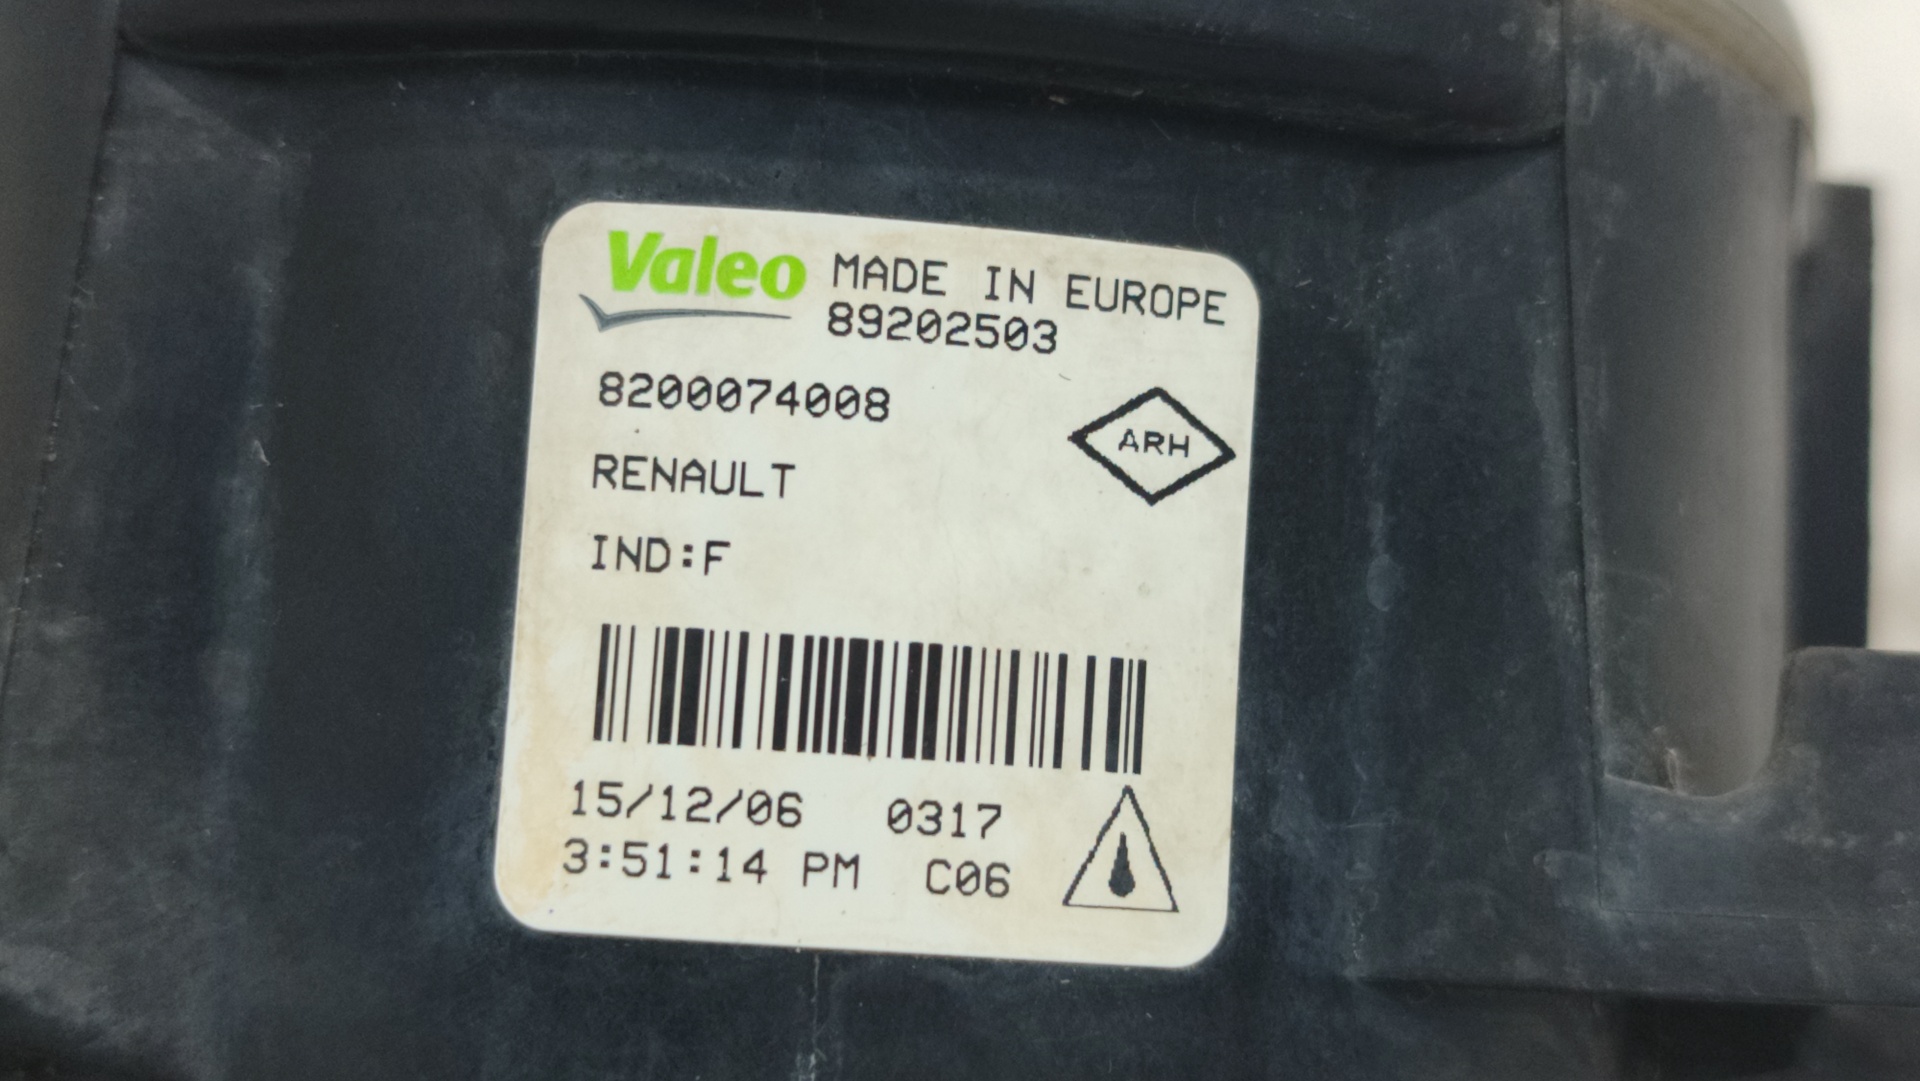 Valeo MADE IN EUROPE
89202503
8200074008
ARH
RENAULT
IND:F
15/12/06 0317
3:51:14 PM C06